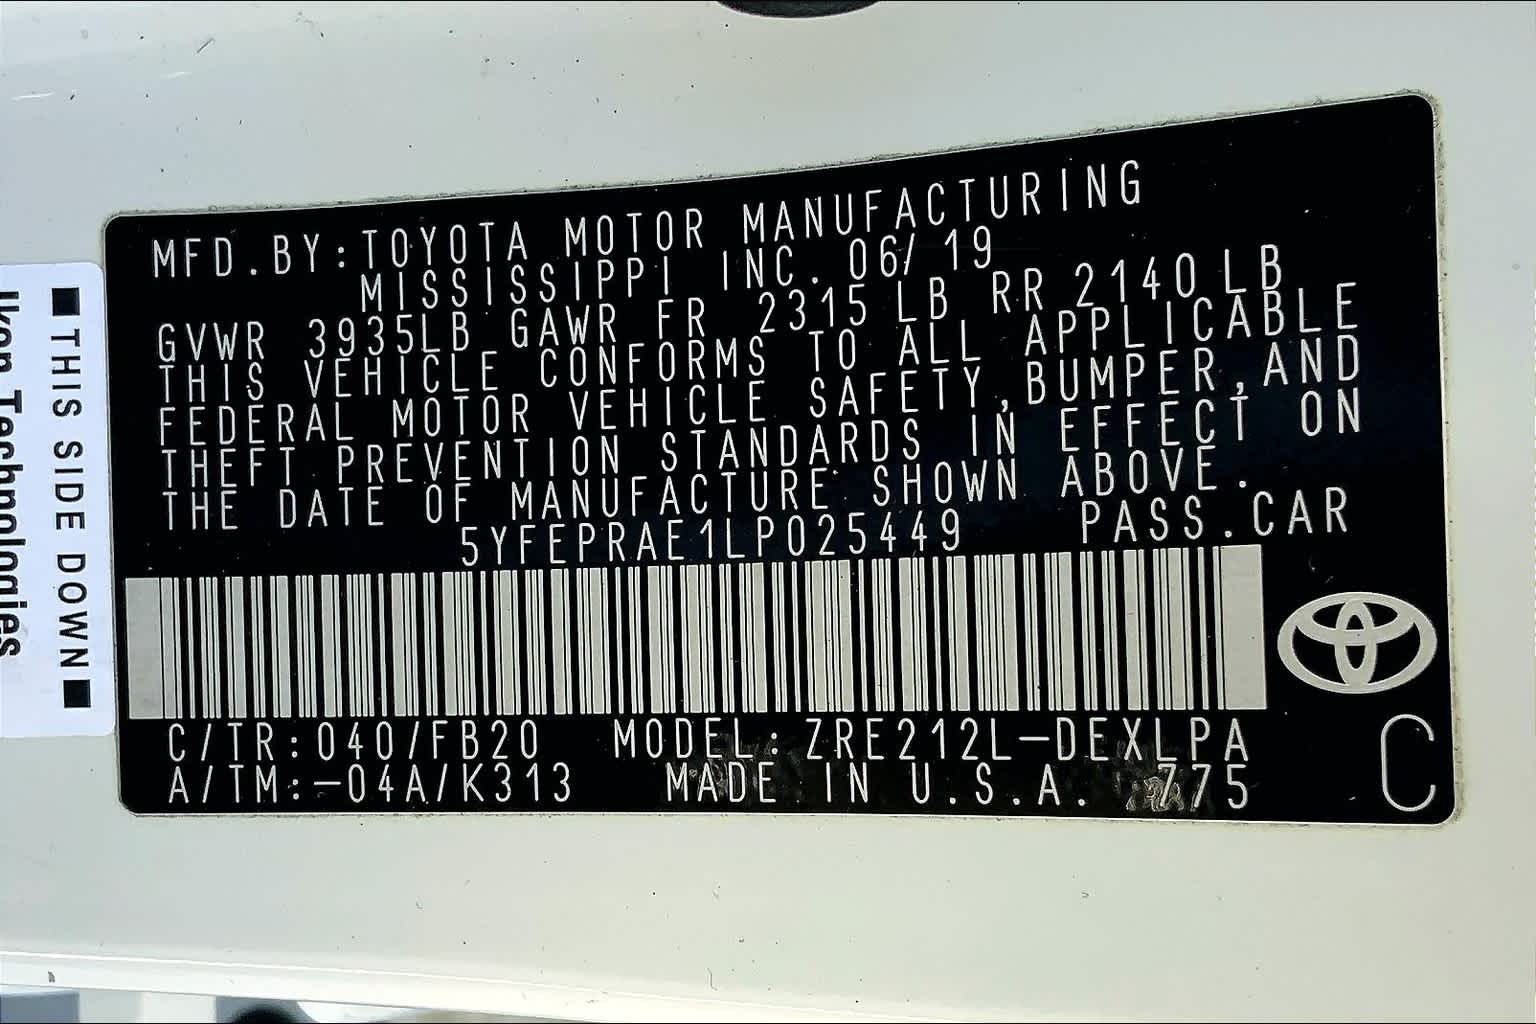 MFD.BY:TOYOTA MOTOR MANUFACTURING
MISSISSIPPI INC. 06/19
GVWR 3935LB GAWR FR 2315 LB RR 2140 LB
THIS VEHICLE CONFORMS TO ALL APPLICABLE
FEDERAL MOTOR VEHICLE SAFETY,BUMPER,AND
THEFT PREVENTION STANDARDS IN EFFECT ON
THE DATE OF MANUFACTURE SHOWN ABOVE.
5YFEPRAE1LP025449 PASS.CAR
C/TR:040/FB20 MODEL:ZRE212L-DEXLPA
A/TM:-04A/K313 MADE IN U.S.A. 775
C
THIS SIDE DOWN
Technologies